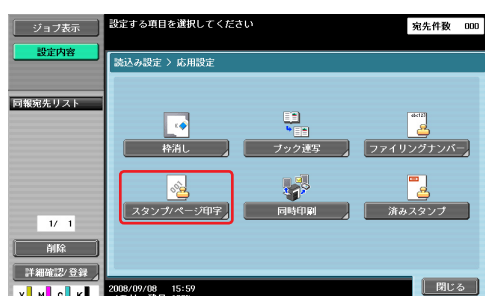 ジョブ表示
設定する項目を選択してください
宛先件数 000
設定内容
読込み設定 > 応用設定
同報宛先リスト
枠消し
ブック連写
ファイリングナンバー
スタンプ/ページ印字
同時印刷
済みスタンプ
1/ 1
削除
詳細確認/登録
2008/09/08 15:59
閉じる
Y M C K